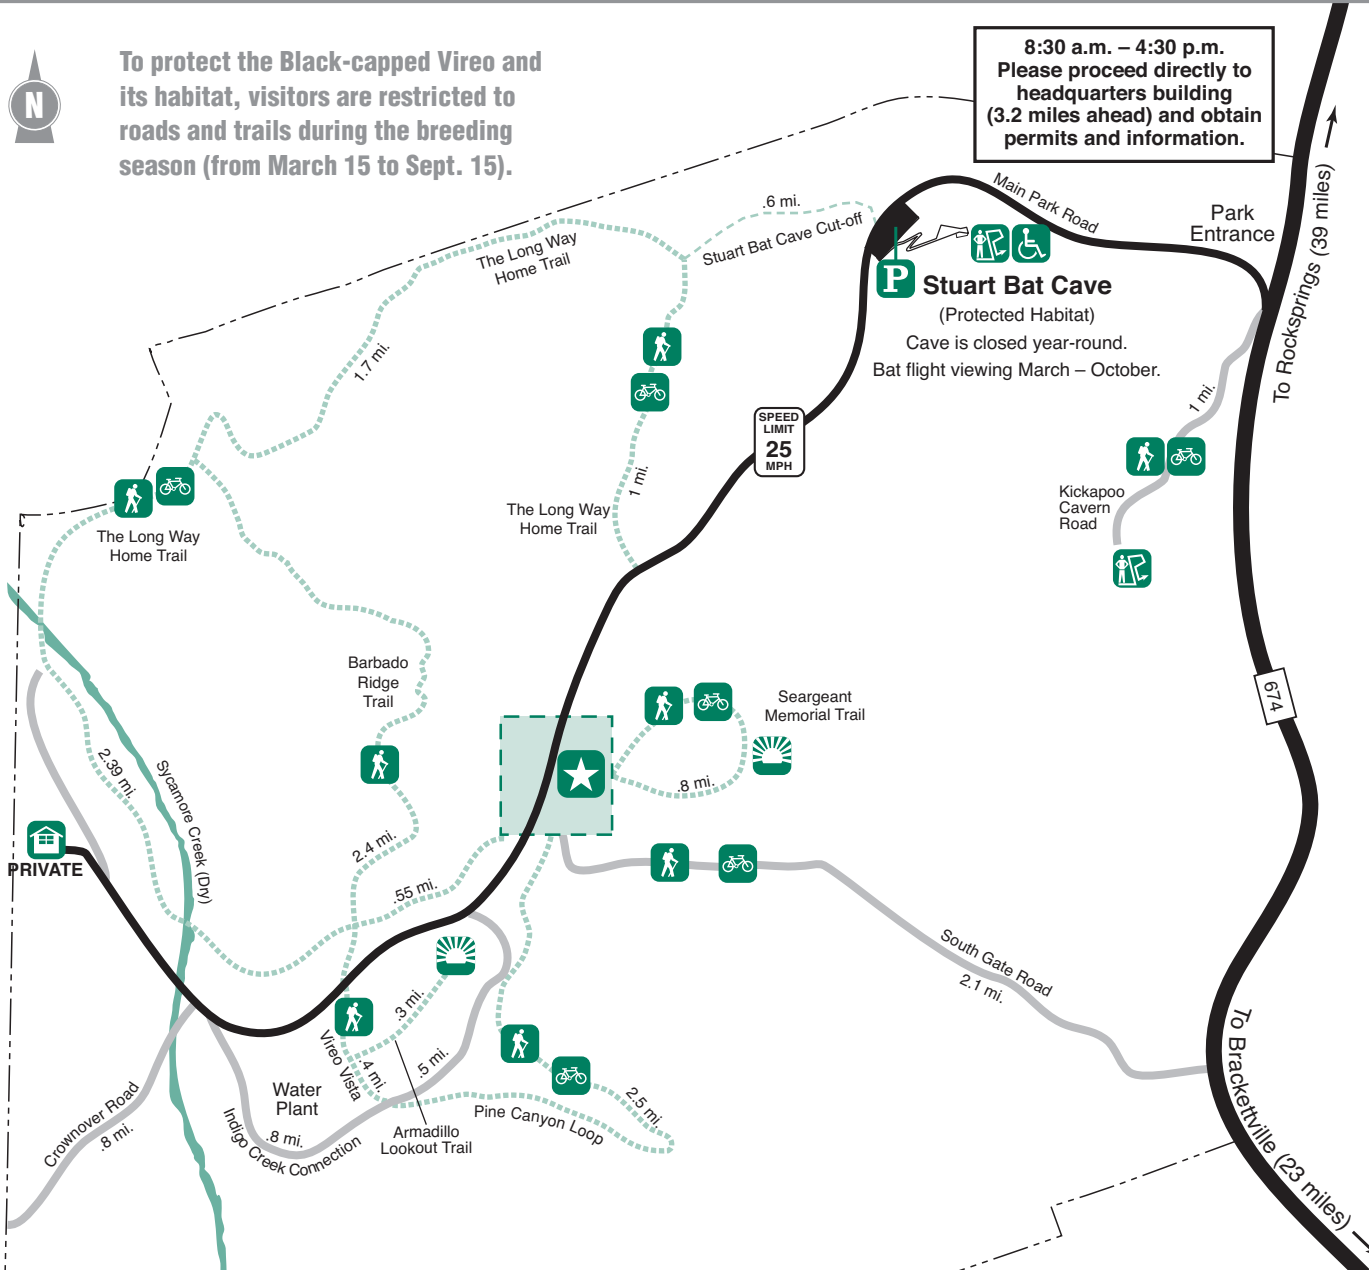 N
To protect the Black-capped Vireo and
its habitat, visitors are restricted to
roads and trails during the breeding
season (from March 15 to Sept. 15).
8:30 a.m. – 4:30 p.m.
Please proceed directly to
headquarters building
(3.2 miles ahead) and obtain
permits and information.
To Rocksprings (39 miles)
Main Park Road
Park
Entrance
.6 mi.
Stuart Bat Cave Cut-off
The Long Way
Home Trail
P
Stuart Bat Cave
(Protected Habitat)
Cave is closed year-round.
Bat flight viewing March – October.
1.7 mi.
1 mi.
SPEED
LIMIT
25
MPH
1 mi.
The Long Way
Home Trail
Kickapoo
Cavern
Road
The Long Way
Home Trail
Barbado
Ridge
Trail
Seargeant
Memorial Trail
674
.8 mi.
2.39 mi.
Sycamore Creek (Dry)
PRIVATE
2.4 mi.
.55 mi.
South Gate Road
2.1 mi.
.3 mi.
Vireo Vista
.4 mi.
.5 mi.
Water
Plant
Crownover Road
.8 mi.
Indigo Creek Connection
.8 mi.
Armadillo
Lookout Trail
Pine Canyon Loop
2.5 mi.
To Brackettville (23 miles)